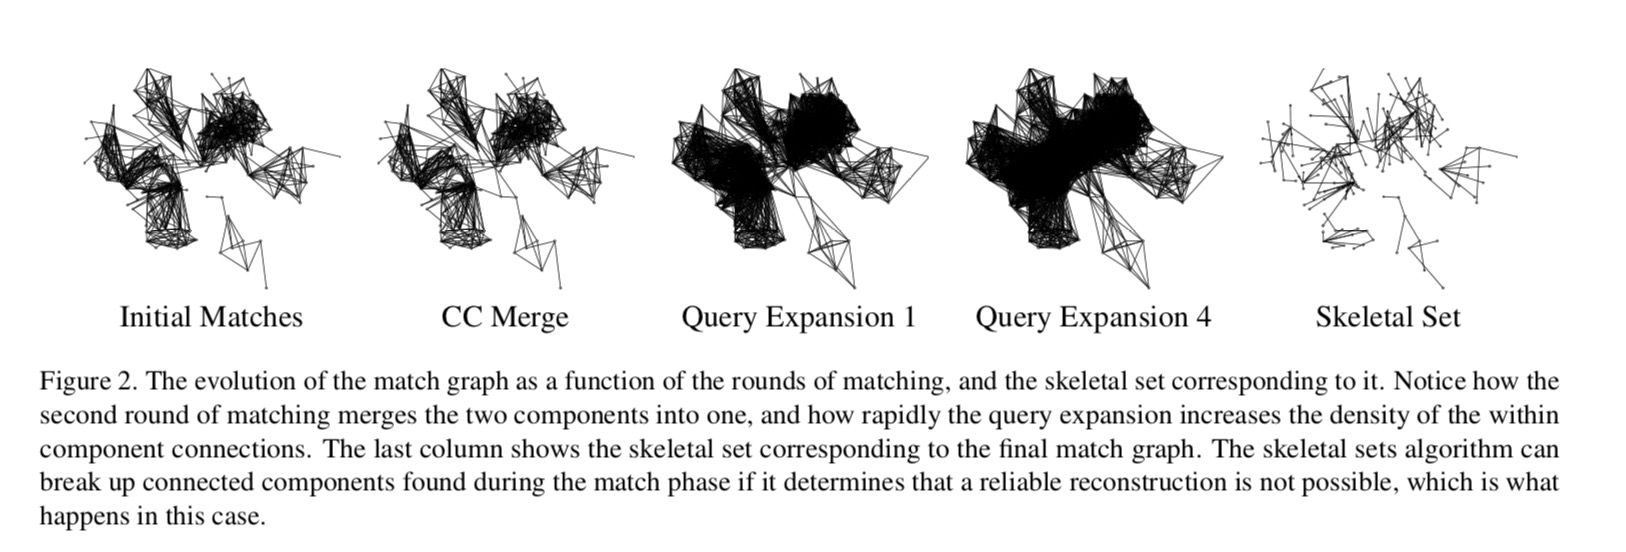 Initial Matches
CC Merge
Query Expansion 1
Query Expansion 4
Skeletal Set
Figure 2. The evolution of the match graph as a function of the rounds of matching, and the skeletal set corresponding to it. Notice how the
second round of matching merges the two components into one, and how rapidly the query expansion increases the density of the within
component connections. The last column shows the skeletal set corresponding to the final match graph. The skeletal sets algorithm can
break up connected components found during the match phase if it determines that a reliable reconstruction is not possible, which is what
happens in this case.